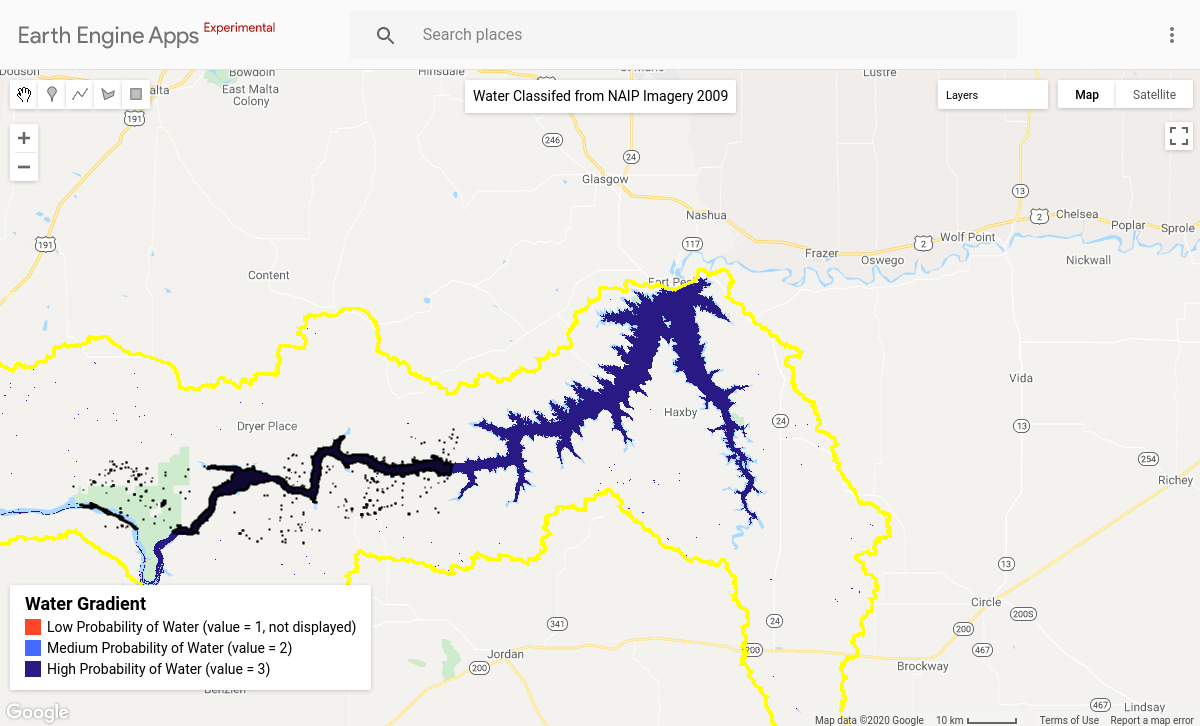 Earth Engine Apps Experimental
Search places
Dodson
Bowdoin
Hinsdale
Lustre
alta
East Malta
Colony
Water Classifed from NAIP Imagery 2009
Layers
Map
Satellite
191
+
−
246
24
Glasgow
13
Nashua
2
Chelsea
Poplar
Sprole
191
117
2
Wolf Point
Frazer
Oswego
Nickwall
Content
Fort Pec
Vida
Haxby
24
13
Dryer Place
254
Richey
13
Circle
200S
Water Gradient
Low Probability of Water (value = 1, not displayed)
Medium Probability of Water (value = 2)
High Probability of Water (value = 3)
341
24
200
467
Jordan
200
200
Brockway
Google
467
Lindsay
Map data ©2020 Google
10 km
Terms of Use
Report a map error